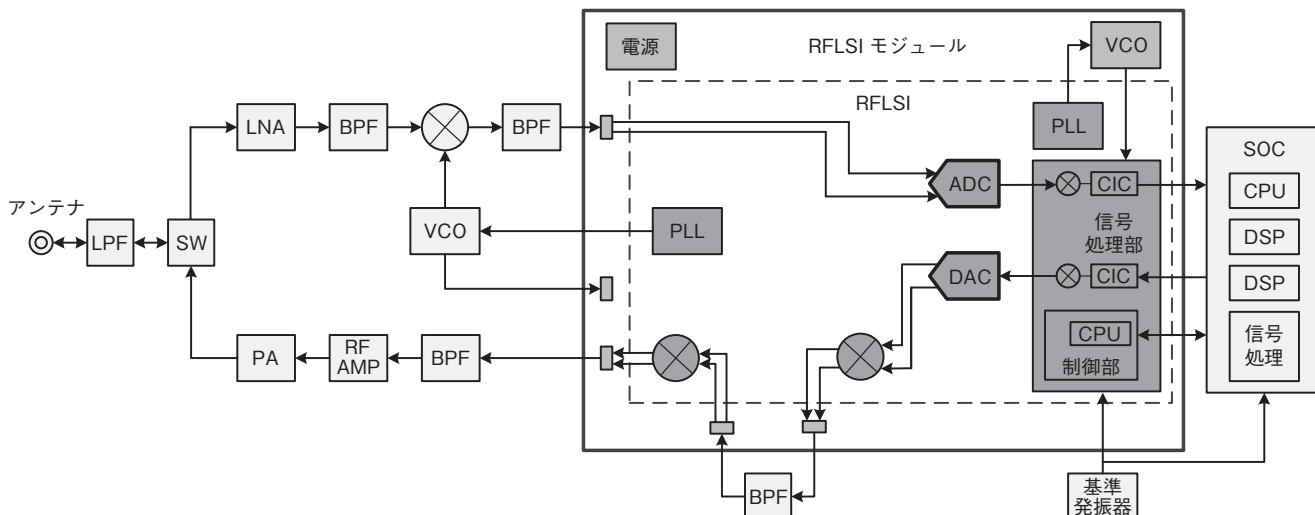 電源
RFLSI モジュール
VCO
RFLSI
PLL
LNA
BPF
BPF
ADC
CIC
信号
処理部
SOC
CPU
DSP
DSP
信号
処理
アンテナ
LPF
SW
VCO
PLL
DAC
CIC
CPU
制御部
PA
RF
AMP
BPF
BPF
基準
発振器